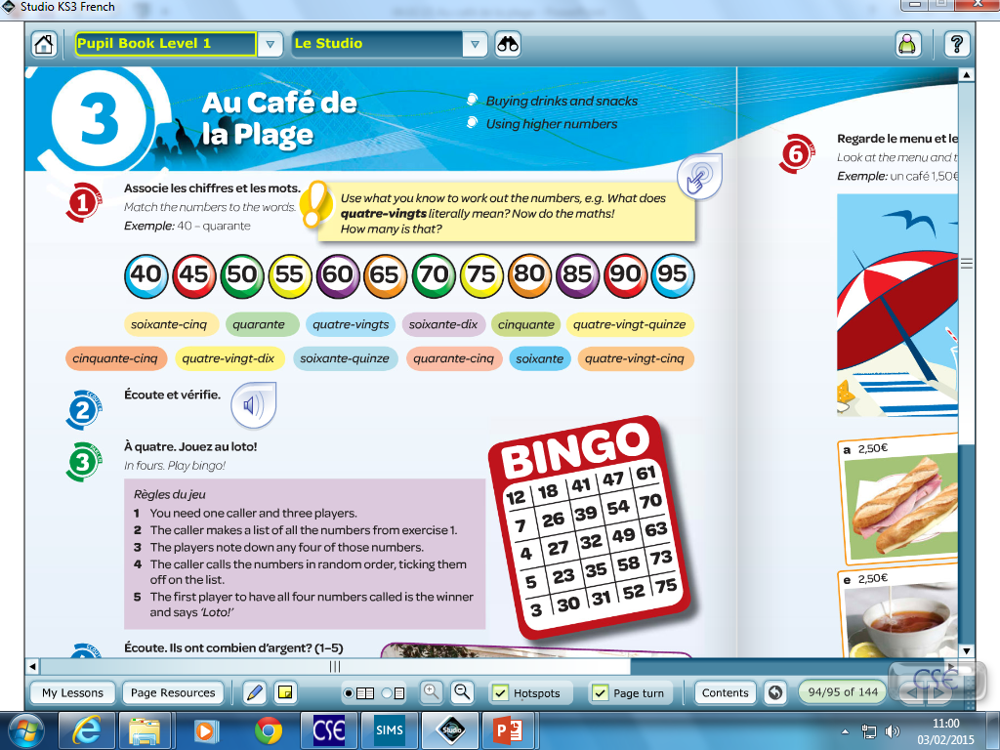 Studio KS3 French
Pupil Book Level 1
Le Studio
?
3
Au Café de
la Plage
Buying drinks and snacks
Using higher numbers
1
Associe les chiffres et les mots.
Match the numbers to the words.
Exemple: 40 – quarante
!
Use what you know to work out the numbers, e.g. What does
quatre-vingts literally mean? Now do the maths!
How many is that?
40 45 50 55 60 65 70 75 80 85 90 95
soixante-cinq quarante quatre-vingts soixante-dix cinquante quatre-vingt-quinze
cinquante-cinq quatre-vingt-dix soixante-quinze quarante-cinq soixante quatre-vingt-cinq
2
Écoute et vérifie.
3
À quatre. Jouez au loto!
In fours. Play bingo!
Règles du jeu
1 You need one caller and three players.
2 The caller makes a list of all the numbers from exercise 1.
3 The players note down any four of those numbers.
4 The caller calls the numbers in random order, ticking them
off on the list.
5 The first player to have all four numbers called is the winner
and says ‘Loto!’
BINGO
12 18 41 47 61
7 26 39 54 70
4 27 32 49 63
5 23 35 58 73
3 30 31 52 75
Écoute. Ils ont combien d’argent? (1–5)
6
Regarde le menu et le
Look at the menu and t
Exemple: un café 1,50€
a 2,50€
e 2,50€
My Lessons
Page Resources
Hotspots
Page turn
Contents
94/95 of 144
CSE
CSE
SIMS
Studio
P
11:00
03/02/2015